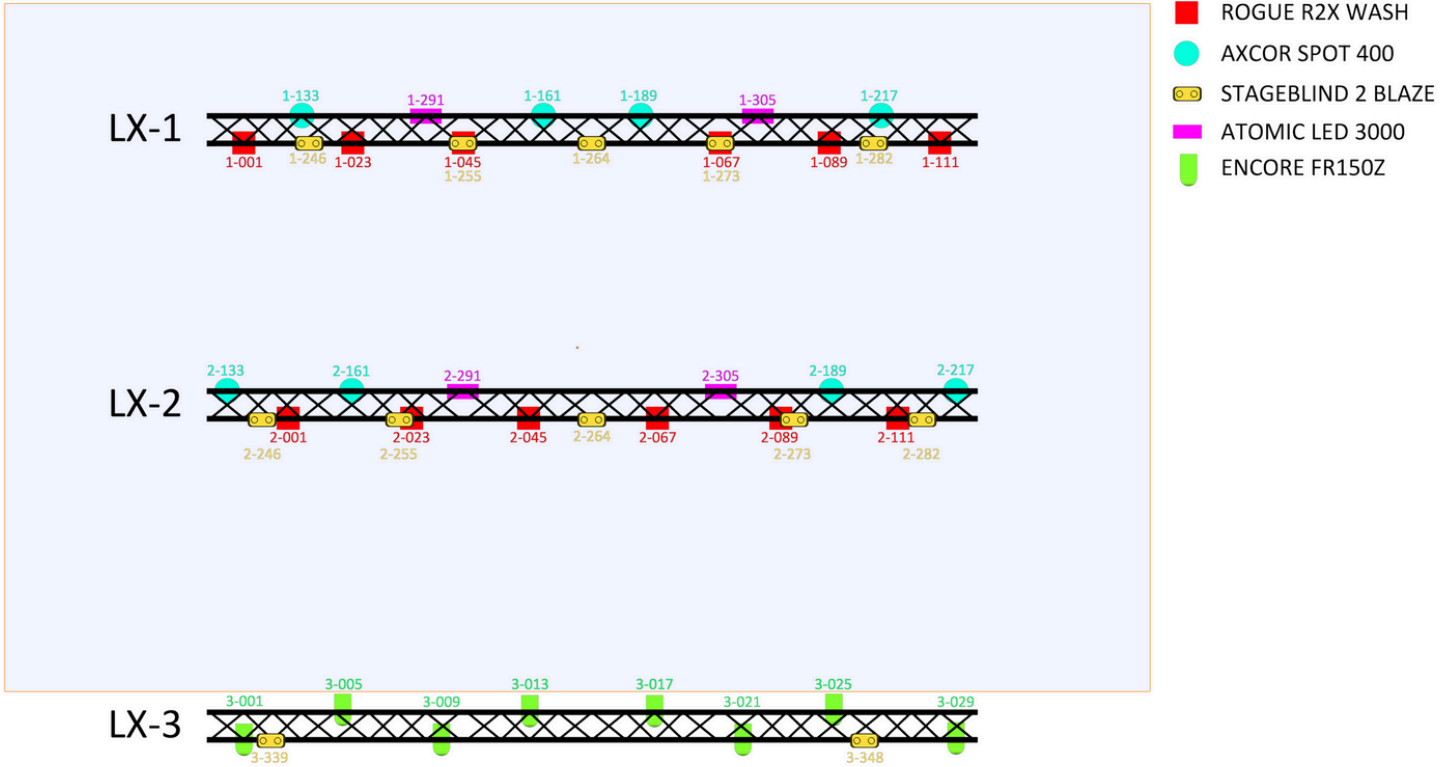 ROGUE R2X WASH
AXCOR SPOT 400
STAGEBLIND 2 BLAZE
ATOMIC LED 3000
ENCORE FR150Z
LX-1
1-133 1-291 1-161 1-189 1-305 1-217
1-001 1-246 1-023 1-045 1-264 1-067 1-089 1-282 1-111
1-255 1-273
LX-2
2-133 2-161 2-291 2-305 2-189 2-217
2-001 2-023 2-045 2-264 2-067 2-089 2-111
2-246 2-255 2-273 2-282
LX-3
3-001 3-005 3-009 3-013 3-017 3-021 3-025 3-029
3-339 3-348